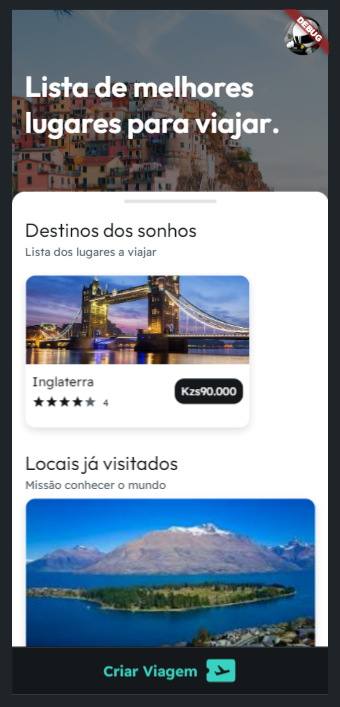 DEBUG
Lista de melhores
lugares para viajar.
Destinos dos sonhos
Lista dos lugares a viajar
Inglaterra
Kzs90.000
4
Locais já visitados
Missão conhecer o mundo
Criar Viagem